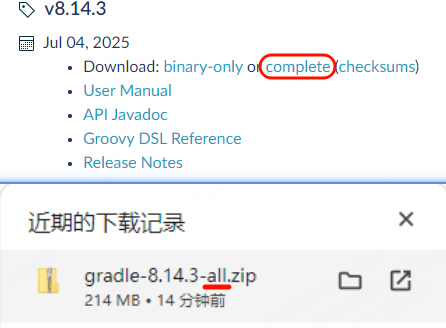 v8.14.3
Jul 04, 2025
Download: binary-only or complete (checksums)
User Manual
API Javadoc
Groovy DSL Reference
Release Notes
近期的下载记录
gradle-8.14.3-all.zip
214 MB • 14 分钟前